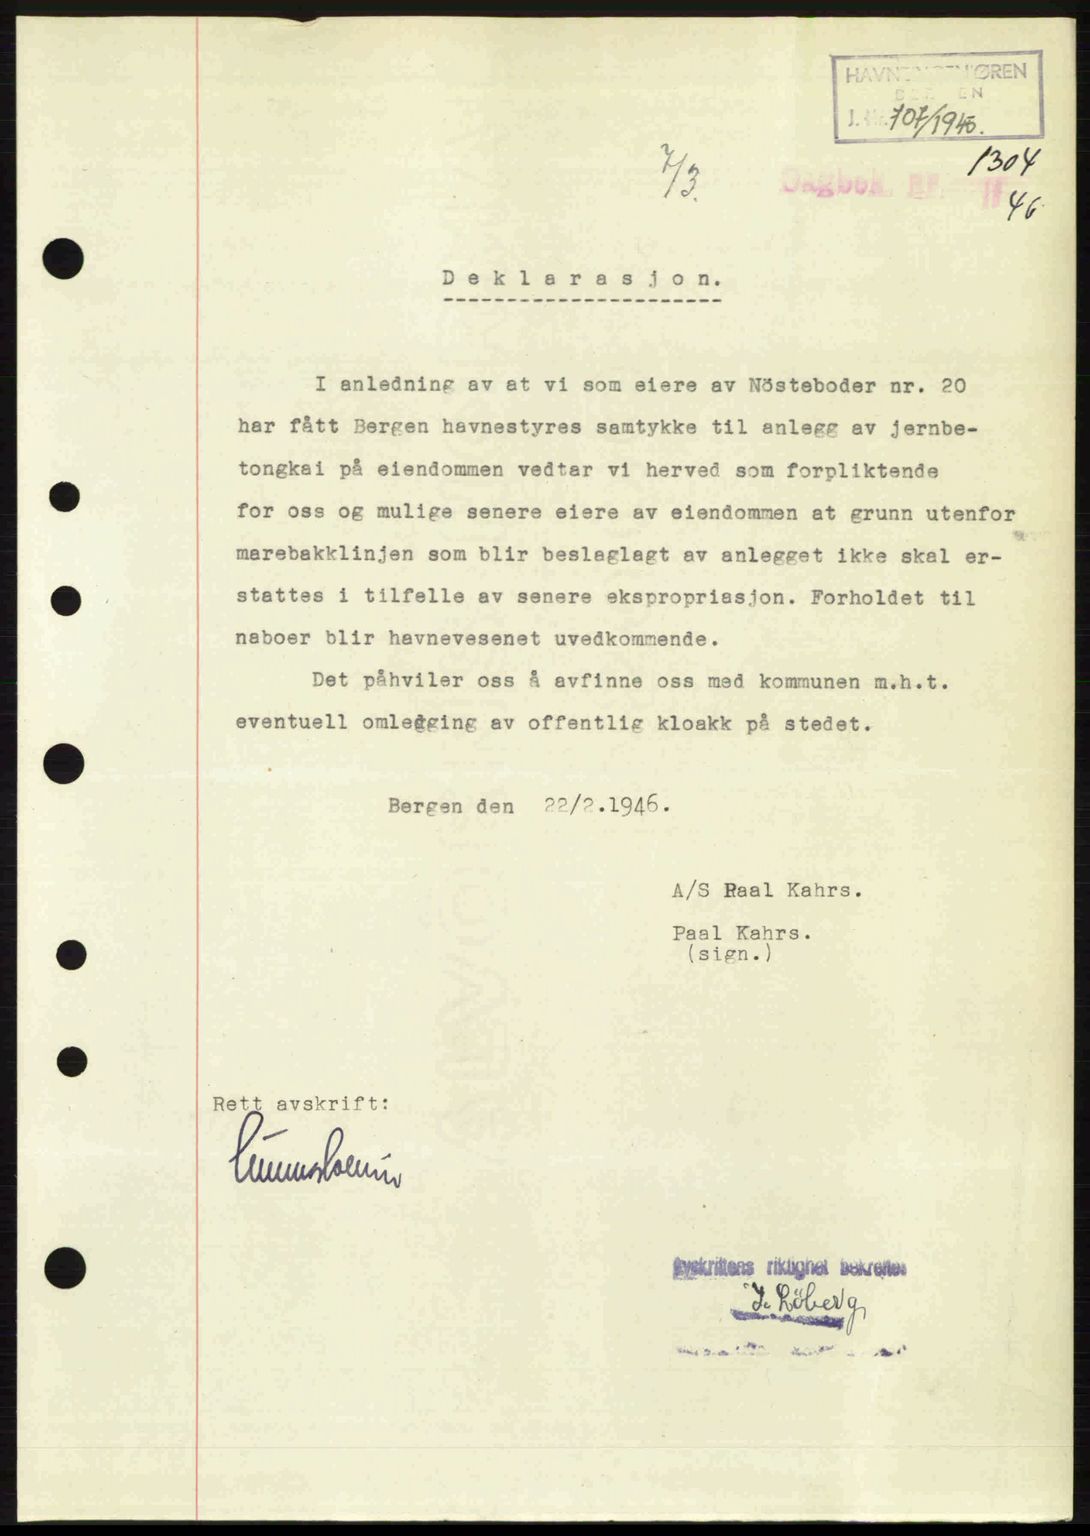 HAVNEINGENIØREN
BERGEN
J. Nr. 707/1946.
7/3.
1304
Dagbok nr.
46
Deklarasjon.
I anledning av at vi som eiere av Nösteboder nr. 20
har fått Bergen havnestyres samtykke til anlegg av jernbe-
tongkai på eiendommen vedtar vi herved som forpliktende
for oss og mulige senere eiere av eiendommen at grunn utenfor
marebakklinjen som blir beslaglagt av anlegget ikke skal er-
stattes i tilfelle av senere ekspropriasjon. Forholdet til
naboer blir havnevesenet uvedkommende.
Det påhviler oss å avfinne oss med kommunen m.h.t.
eventuell omlegging av offentlig kloakk på stedet.
Bergen den 22/2.1946.
A/S Paal Kahrs.
Paal Kahrs.
(sign.)
Rett avskrift:
Avskriftens riktighet bekreftes
J. Löberg